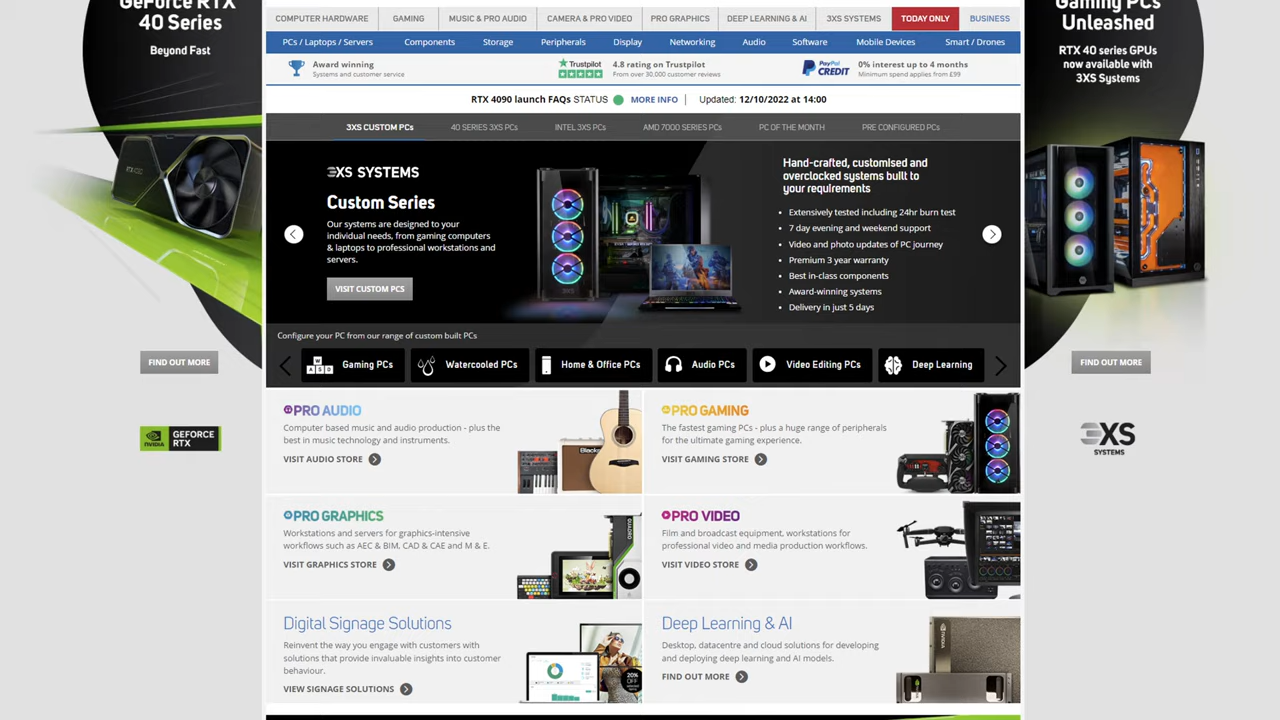 GeForce RTX
40 Series
Beyond Fast
FIND OUT MORE
NVIDIA
GEFORCE
RTX
COMPUTER HARDWARE
GAMING
MUSIC & PRO AUDIO
CAMERA & PRO VIDEO
PRO GRAPHICS
DEEP LEARNING & AI
3XS SYSTEMS
TODAY ONLY
BUSINESS
PCs / Laptops / Servers
Components
Storage
Peripherals
Display
Networking
Audio
Software
Mobile Devices
Smart / Drones
Award winning
Systems and customer service
Trustpilot
4.8 rating on Trustpilot
From over 30,000 customer reviews
PayPal
CREDIT
0% interest up to 4 months
Minimum spend applies from £99
RTX 4090 launch FAQs STATUS MORE INFO | Updated: 12/10/2022 at 14:00
3XS CUSTOM PCs
40 SERIES 3XS PCs
INTEL 3XS PCs
AMD 7000 SERIES PCs
PC OF THE MONTH
PRE CONFIGURED PCs
3XS SYSTEMS
Custom Series
Our systems are designed to your
individual needs, from gaming computers
& laptops to professional workstations and
servers.
VISIT CUSTOM PCS
Hand-crafted, customised and
overclocked systems built to
your requirements
• Extensively tested including 24hr burn test
• 7 day evening and weekend support
• Video and photo updates of PC journey
• Premium 3 year warranty
• Best in-class components
• Award-winning systems
• Delivery in just 5 days
Configure your PC from our range of custom built PCs
W
A S D
Gaming PCs
Watercooled PCs
Home & Office PCs
Audio PCs
Video Editing PCs
Deep Learning
PRO AUDIO
Computer based music and audio production - plus the
best in music technology and instruments.
VISIT AUDIO STORE
PRO GAMING
The fastest gaming PCs - plus a huge range of peripherals
for the ultimate gaming experience.
VISIT GAMING STORE
PRO GRAPHICS
Workstations and servers for graphics-intensive
workflows such as AEC & BIM, CAD & CAE and M & E.
VISIT GRAPHICS STORE
QUADRO
PRO VIDEO
Film and broadcast equipment, workstations for
professional video and media production workflows.
VISIT VIDEO STORE
Digital Signage Solutions
Reinvent the way you engage with customers with
solutions that provide invaluable insights into customer
behaviour.
VIEW SIGNAGE SOLUTIONS
20%
OFF
Deep Learning & AI
Desktop, datacentre and cloud solutions for developing
and deploying deep learning and AI models.
FIND OUT MORE
Gaming PCs
Unleashed
RTX 40 series GPUs
now available with
3XS Systems
FIND OUT MORE
3XS
SYSTEMS